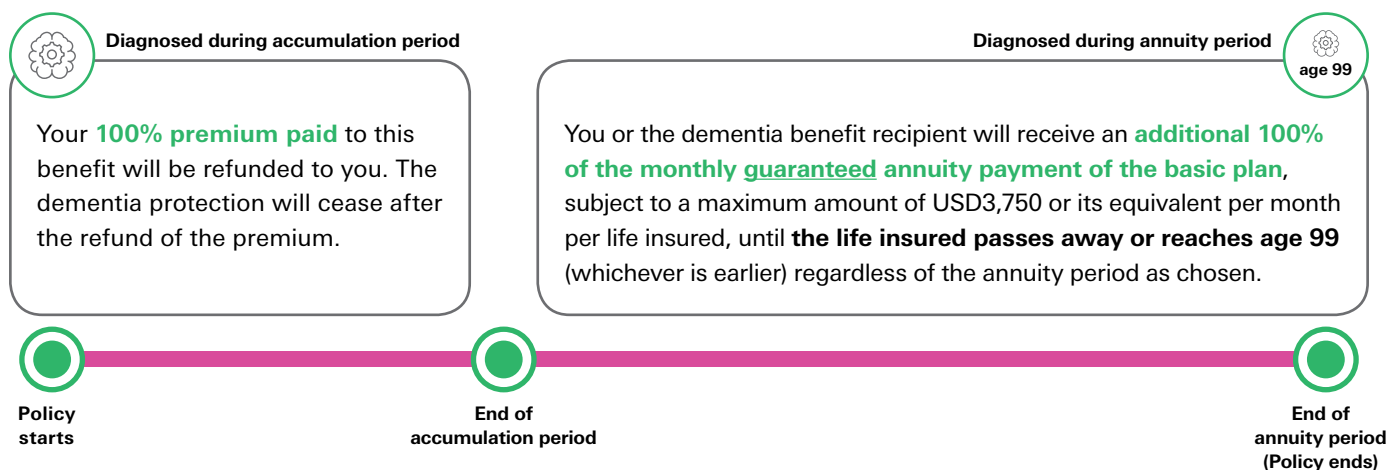 Diagnosed during accumulation period
Your 100% premium paid to this
benefit will be refunded to you. The
dementia protection will cease after
the refund of the premium.
Diagnosed during annuity period
age 99
You or the dementia benefit recipient will receive an additional 100%
of the monthly guaranteed annuity payment of the basic plan,
subject to a maximum amount of USD3,750 or its equivalent per month
per life insured, until the life insured passes away or reaches age 99
(whichever is earlier) regardless of the annuity period as chosen.
Policy
starts
End of
accumulation period
End of
annuity period
(Policy ends)